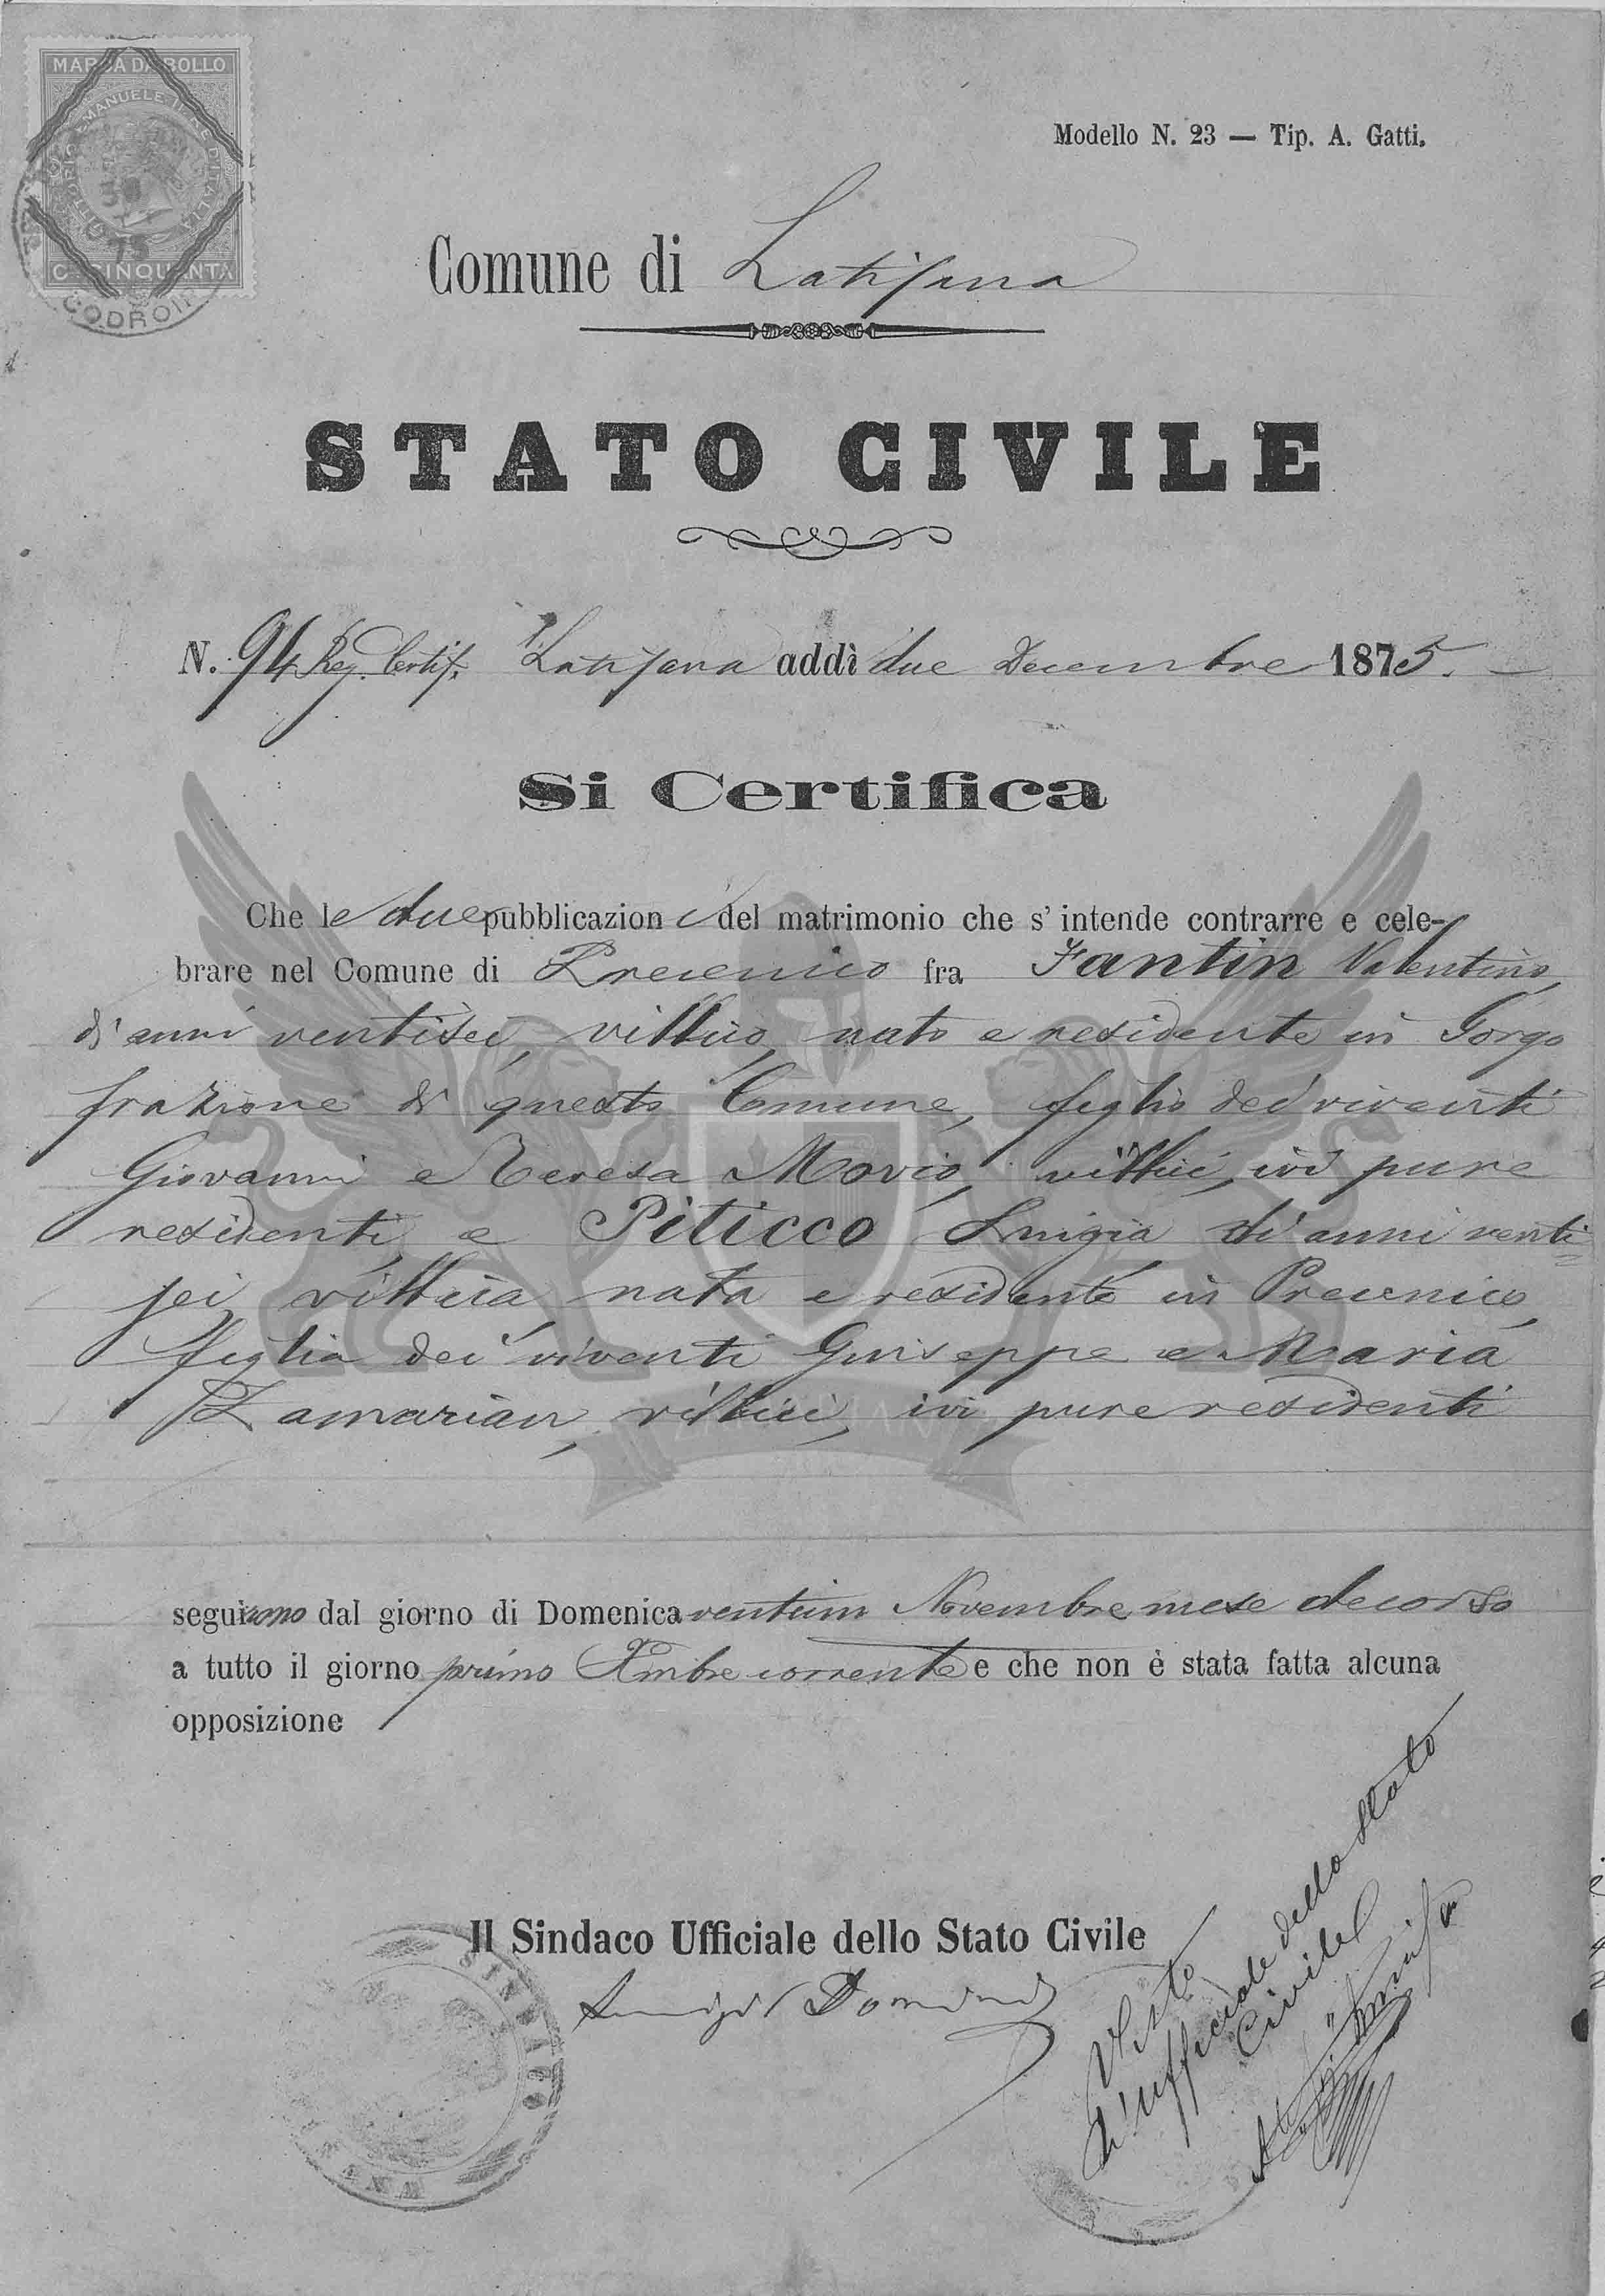 MARCA DA BOLLO
C. CINQUANTA
CODROIPO
Modello N. 23 — Tip. A. Gatti.
Comune di Latisana
STATO CIVILE
N. 94 Reg. Certif. Latisana addì due Decembre 1875.
Si Certifica
Che le due pubblicazioni del matrimonio che s' intende contrarre e cele-
brare nel Comune di Precenico fra Fantin Valentino,
di anni ventisei, villico, nato e residente in Gorgo
frazione di questo Comune, figlio dei viventi
Giovanni e Teresa Movio, villici, ivi pure
residenti, e Piticco Luigia di anni venti=
sei, villica, nata e residente in Precenico,
figlia dei viventi Guiseppe e Maria
Zamarian, villici, ivi pure residenti
seguirono dal giorno di Domenica ventun Novembre mese decorso
a tutto il giorno primo Xmbre corrente e che non è stata fatta alcuna
opposizione
Il Sindaco Ufficiale dello Stato Civile
SINDACO
Visto
L'Ufficiale dello Stato
Civile